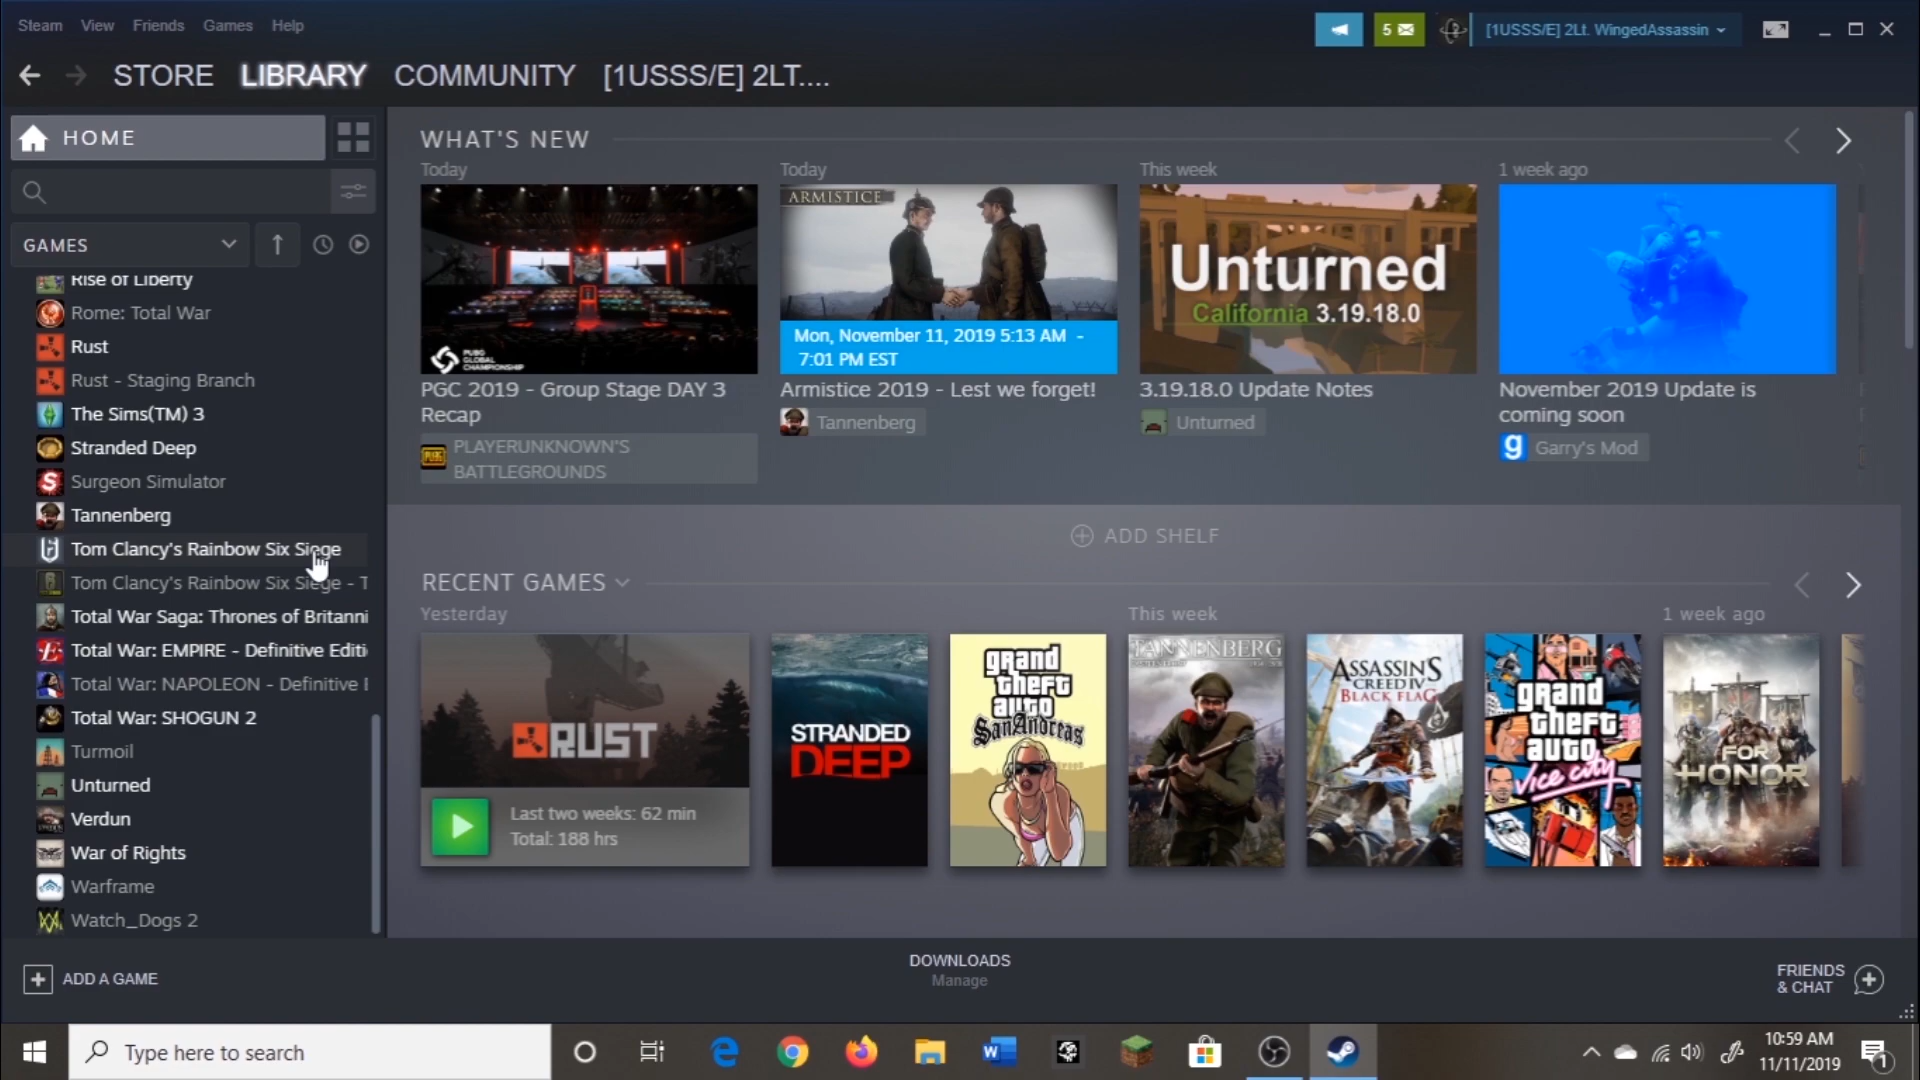 Steam View Friends Games Help
5
[1USSS/E] 2Lt. WingedAssassin
STORE LIBRARY COMMUNITY [1USSS/E] 2LT....
HOME
GAMES
Rise of Liberty
Rome: Total War
Rust
Rust - Staging Branch
The Sims(TM) 3
Stranded Deep
Surgeon Simulator
Tannenberg
Tom Clancy's Rainbow Six Siege
Tom Clancy's Rainbow Six Siege - T
Total War Saga: Thrones of Britanni
Total War: EMPIRE - Definitive Editi
Total War: NAPOLEON - Definitive E
Total War: SHOGUN 2
Turmoil
Unturned
Verdun
War of Rights
Warframe
Watch_Dogs 2
WHAT'S NEW
Today
PUBG
GLOBAL
CHAMPIONSHIP
PGC 2019 - Group Stage DAY 3
Recap
PLAYERUNKNOWN'S
BATTLEGROUNDS
Today
ARMISTICE
Mon, November 11, 2019 5:13 AM -
7:01 PM EST
Armistice 2019 - Lest we forget!
Tannenberg
This week
Unturned
California 3.19.18.0
3.19.18.0 Update Notes
Unturned
1 week ago
November 2019 Update is
coming soon
g Garry's Mod
ADD SHELF
RECENT GAMES
Yesterday
RUST
Last two weeks: 62 min
Total: 188 hrs
STRANDED
DEEP
grand
theft
auto
San Andreas
This week
TANNENBERG
ASSASSIN'S
CREED IV
BLACK FLAG
grand
theft
auto
Vice City
1 week ago
FOR
HONOR
ADD A GAME
DOWNLOADS
Manage
FRIENDS
& CHAT
Type here to search
10:59 AM
11/11/2019
1